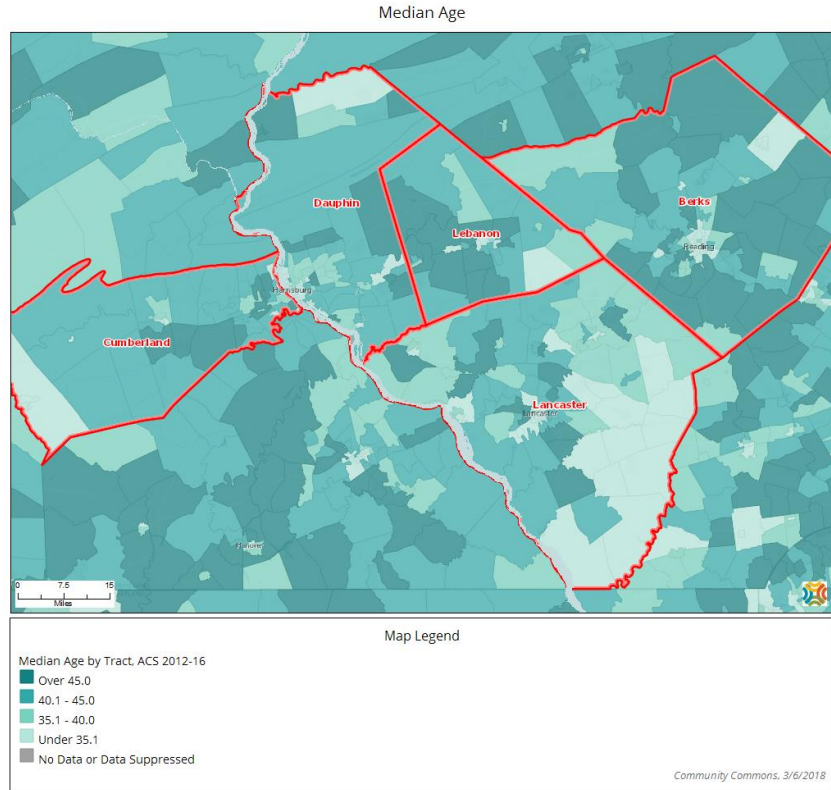 Median Age
Dauphin
Berks
Lebanon
Reading
Harrisburg
Cumberland
Lancaster
Lancaster
Hanover
0 7.5 15
Miles
Map Legend
Median Age by Tract, ACS 2012-16
Over 45.0
40.1 - 45.0
35.1 - 40.0
Under 35.1
No Data or Data Suppressed
Community Commons, 3/6/2018